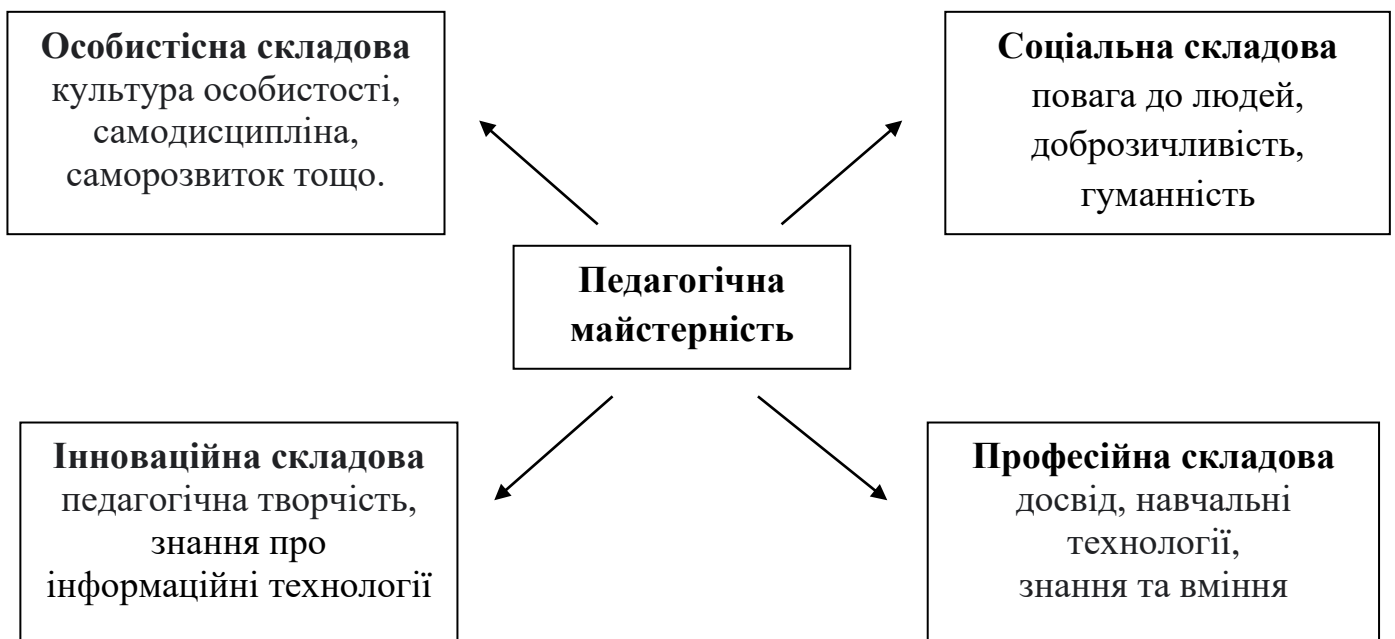 Особистісна складова
культура особистості,
самодисципліна,
саморозвиток тощо.
Соціальна складова
повага до людей,
доброзичливість,
гуманність
Педагогічна
майстерність
Інноваційна складова
педагогічна творчість,
знання про
інформаційні технології
Професійна складова
досвід, навчальні
технології,
знання та вміння